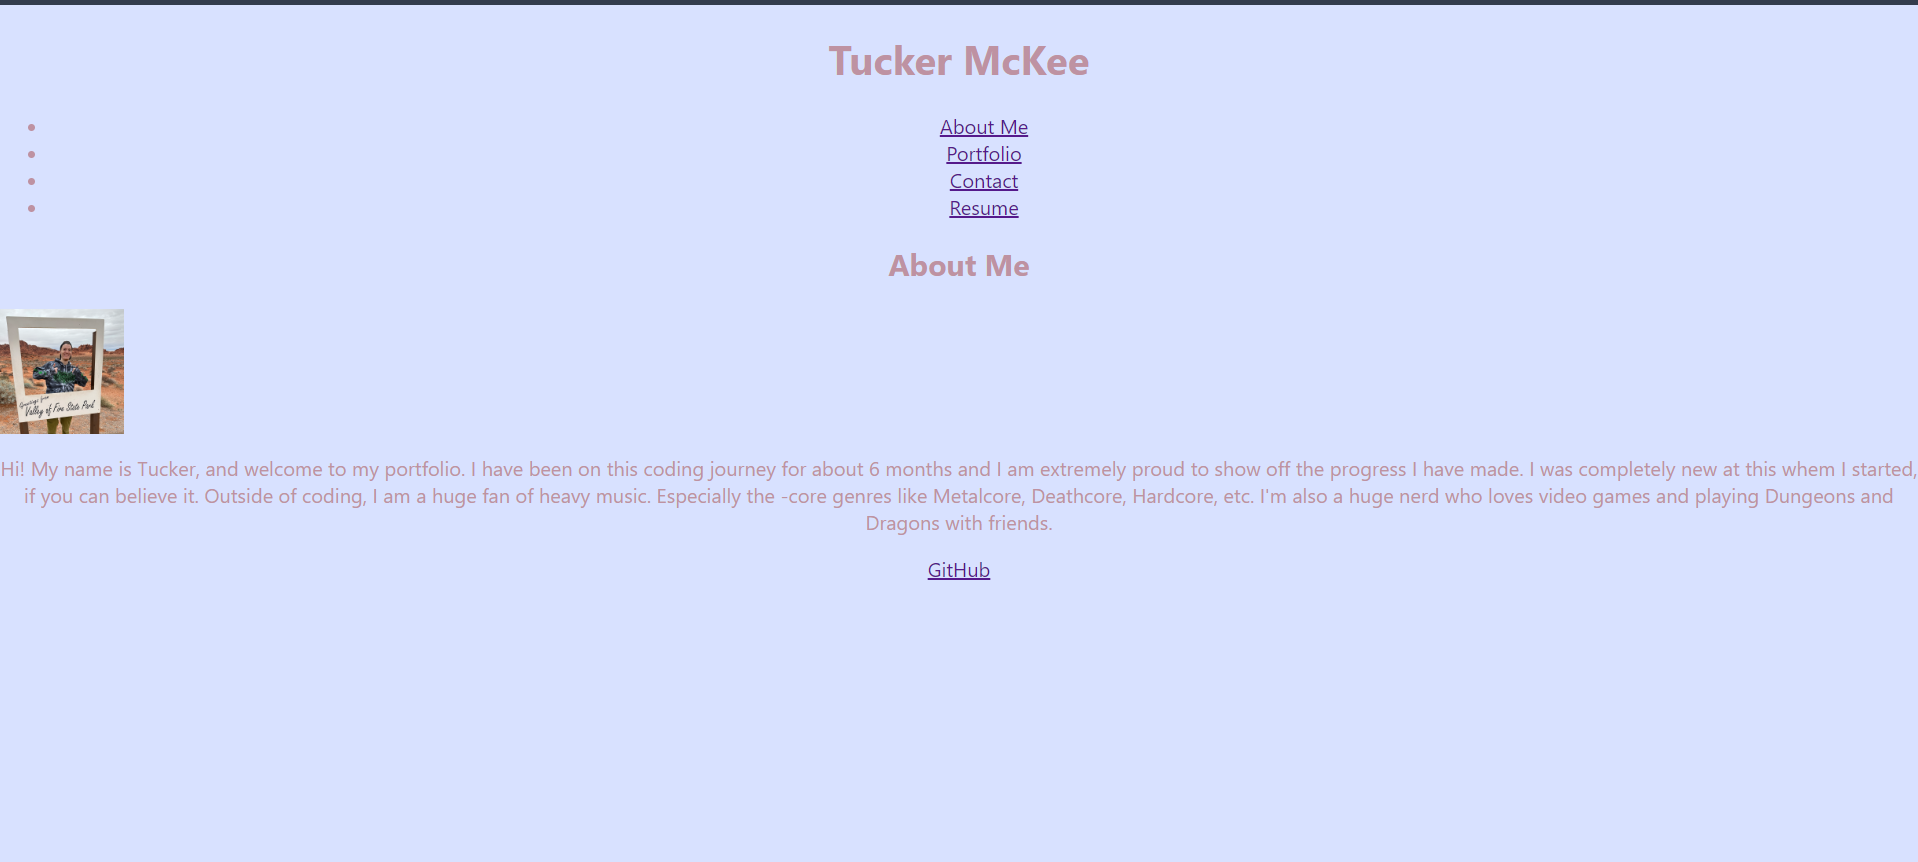 Tucker McKee
About Me
Portfolio
Contact
Resume
About Me
Greetings from
Valley of Fire State Park
Hi! My name is Tucker, and welcome to my portfolio. I have been on this coding journey for about 6 months and I am extremely proud to show off the progress I have made. I was completely new at this whem I started,
if you can believe it. Outside of coding, I am a huge fan of heavy music. Especially the -core genres like Metalcore, Deathcore, Hardcore, etc. I'm also a huge nerd who loves video games and playing Dungeons and
Dragons with friends.
GitHub